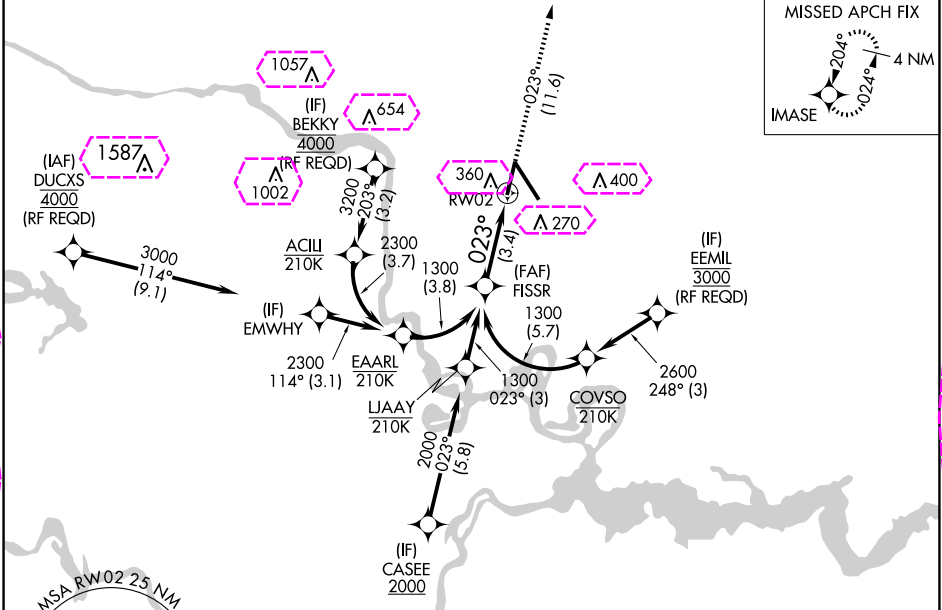 MISSED APCH FIX
204°
4 NM
024°
IMASE
023°
(11.6)
1057
(IF)
BEKKY
4000
(RF REQD)
654
(IAF)
DUCXS
4000
(RF REQD)
1587
1002
360
RW02
400
270
3200
203°
(3.2)
ACILI
210K
2300
(3.7)
1300
(3.8)
023°
(3.4)
(FAF)
FISSR
(IF)
EEMIL
3000
(RF REQD)
3000
114°
(9.1)
(IF)
EMWHY
1300
(5.7)
2300
114° (3.1)
EAARL
210K
LJAAY
210K
1300
023° (3)
COVSO
210K
2600
248° (3)
2000
023°
(5.8)
(IF)
CASEE
2000
MSA RW02 25 NM